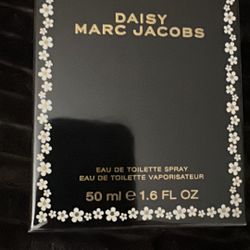 DAISY
MARC JACOBS
EAU DE TOILETTE SPRAY
EAU DE TOILETTE VAPORISATEUR
50 ml ℮ 1.6 FL OZ